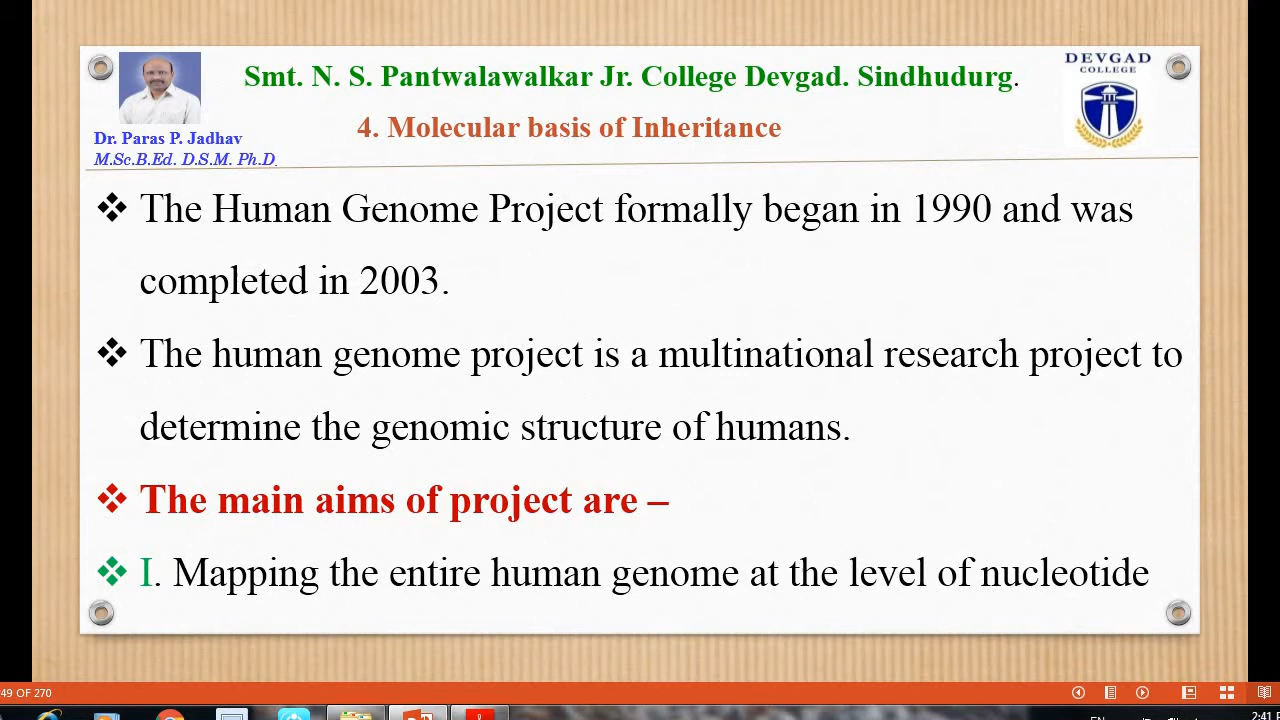 Smt. N. S. Pantwalawalkar Jr. College Devgad. Sindhudurg.
DEVGAD
COLLEGE
4. Molecular basis of Inheritance
Dr. Paras P. Jadhav
M.Sc.B.Ed. D.S.M. Ph.D.
❖ The Human Genome Project formally began in 1990 and was
completed in 2003.
❖ The human genome project is a multinational research project to
determine the genomic structure of humans.
❖ The main aims of project are –
❖ I. Mapping the entire human genome at the level of nucleotide
49 OF 270
EN
2:41